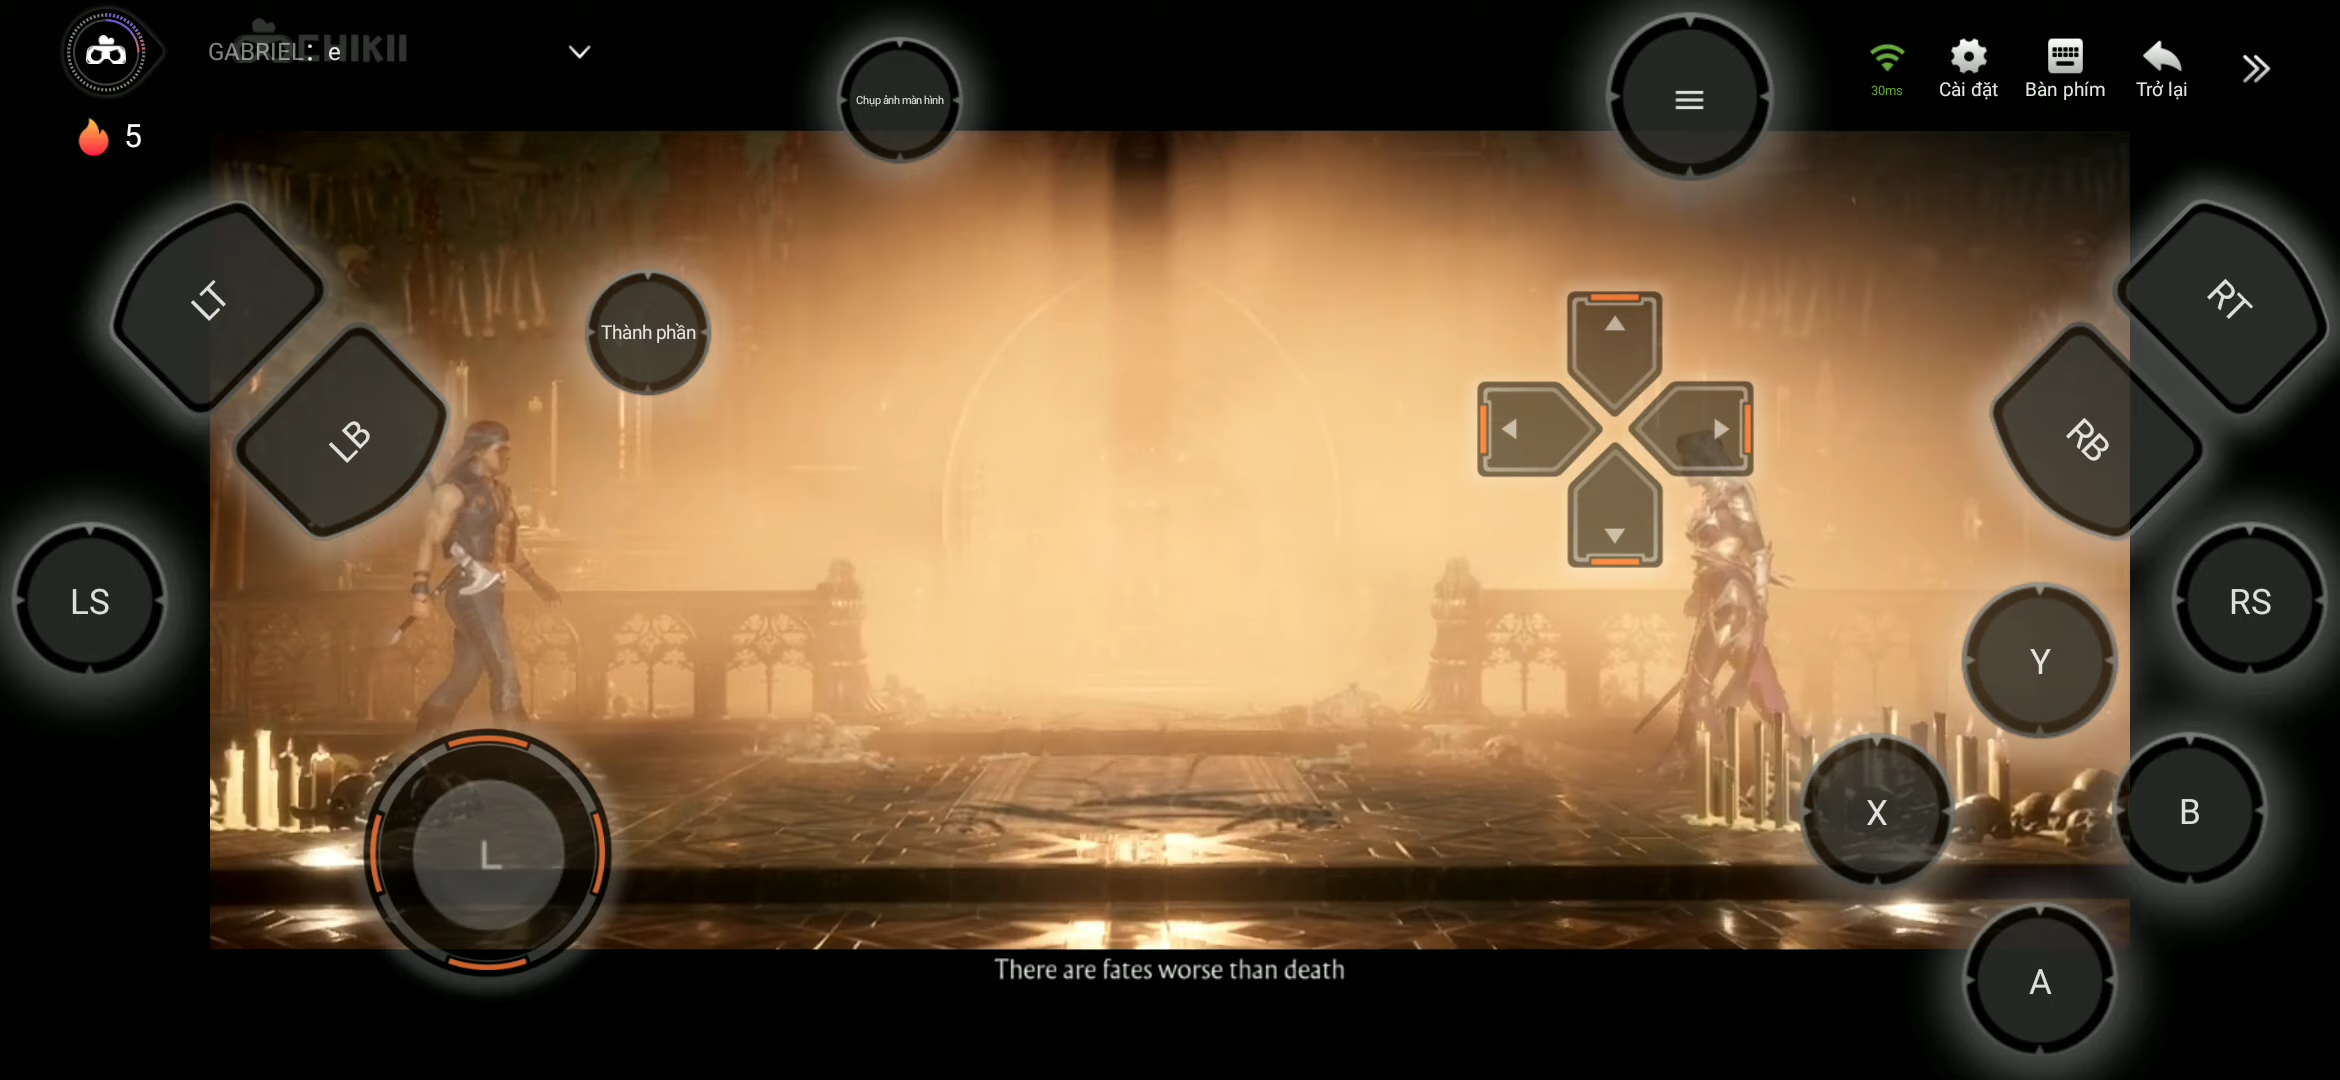 CHIKII
GABRIEL: e
Chụp ảnh màn hình
30ms
Cài đặt
Bàn phím
Trở lại
5
LT
RT
Thành phần
LB
RB
LS
RS
Y
X
B
L
There are fates worse than death
A